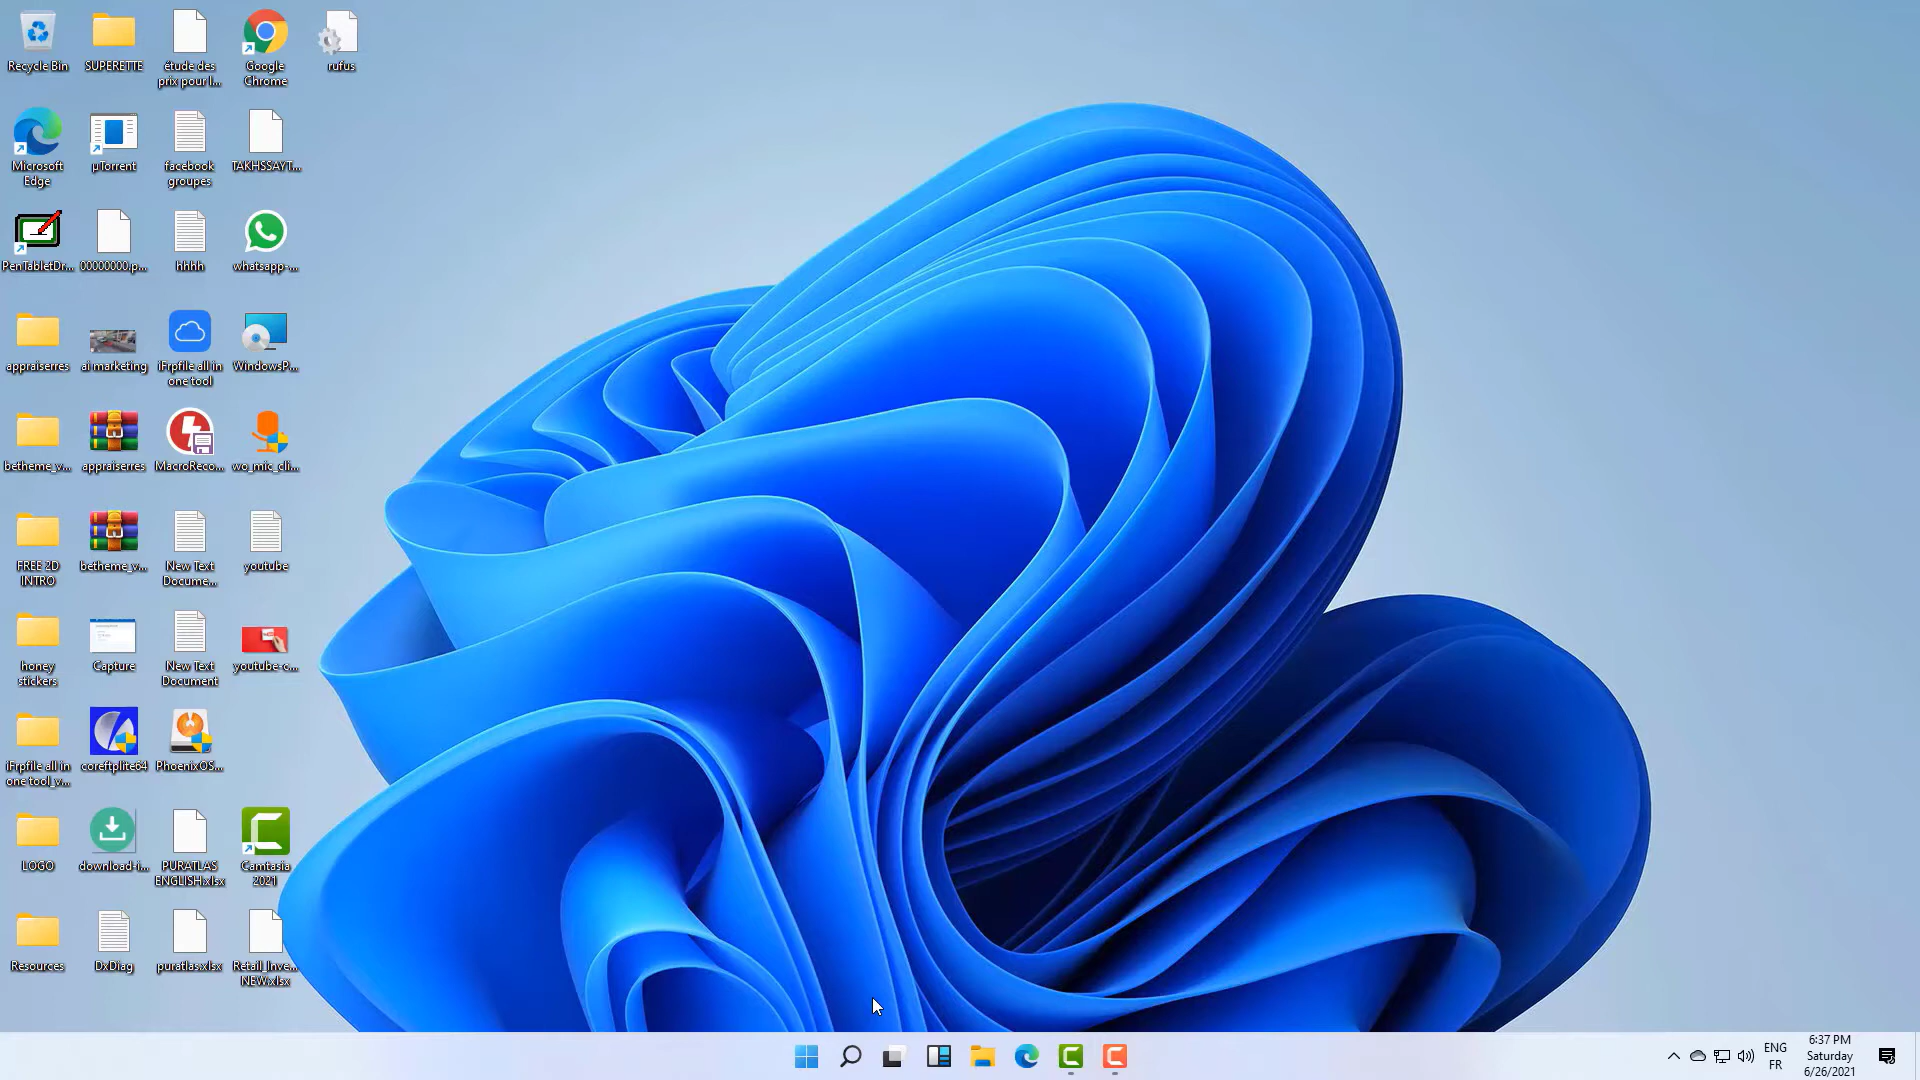 Recycle Bin
SUPERETTE
étude des
prix pour l...
Google
Chrome
rufus
Microsoft
Edge
µTorrent
facebook
groupes
TAKHSSAYT...
PenTabletDr...
00000000.p...
hhhh
whatsapp-...
appraiserres
ai marketing
iFrpfile all in
one tool
WindowsP...
betheme_v...
appraiserres
MacroReco...
wo_mic_cli...
FREE 2D
INTRO
betheme_v...
New Text
Docume...
youtube
honey
stickers
Capture
New Text
Document
youtube-c...
iFrpfile all in
one tool_v...
coreftplite64
PhoenixOS...
LOGO
download-i...
PURATLAS
ENGLISH.xlsx
Camtasia
2021
Resources
DxDiag
puratlas.xlsx
Retail_Inve...
NEW.xlsx
ENG
FR
6:37 PM
Saturday
6/26/2021